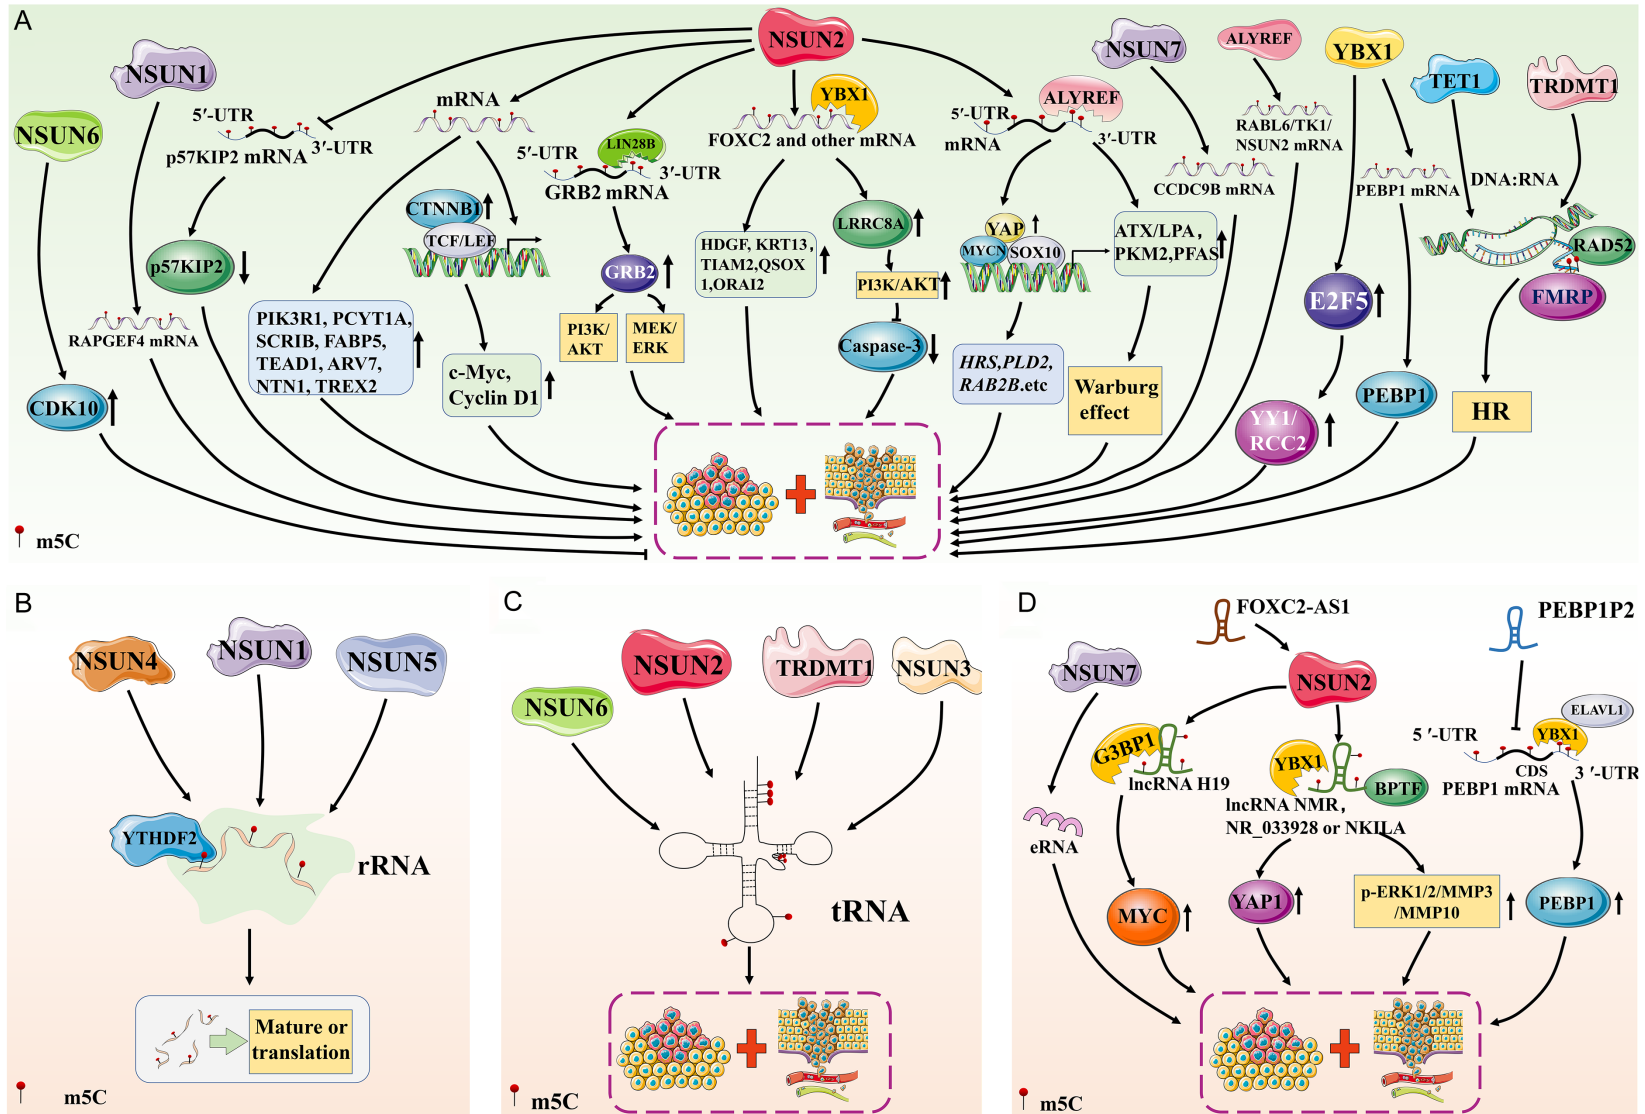 A
NSUN6
NSUN1
5′-UTR
p57KIP2 mRNA
3′-UTR
p57KIP2
RAPGEF4 mRNA
CDK10
mRNA
PIK3R1, PCYT1A,
SCRIB, FABP5,
TEAD1, ARV7,
NTN1, TREX2
CTNNB1
TCF/LEF
c-Myc,
Cyclin D1
NSUN2
5′-UTR
LIN28B
3′-UTR
GRB2 mRNA
GRB2
PI3K/
AKT
MEK/
ERK
YBX1
FOXC2 and other mRNA
HDGF, KRT13,
TIAM2,QSOX
1,ORAI2
LRRC8A
PI3K/AKT
Caspase-3
5′-UTR
mRNA
ALYREF
3′-UTR
YAP
MYCN
SOX10
HRS,PLD2,
RAB2B.etc
ATX/LPA,
PKM2,PFAS
Warburg
effect
NSUN7
CCDC9B mRNA
ALYREF
RABL6/TK1/
NSUN2 mRNA
YBX1
PEBP1 mRNA
E2F5
YY1/
RCC2
PEBP1
TET1
TRDMT1
DNA:RNA
RAD52
FMRP
HR
m5C
B
NSUN4
NSUN1
NSUN5
YTHDF2
rRNA
Mature or
translation
m5C
C
NSUN6
NSUN2
TRDMT1
NSUN3
tRNA
m5C
D
FOXC2-AS1
PEBP1P2
NSUN7
NSUN2
G3BP1
lncRNA H19
YBX1
BPTF
lncRNA NMR,
NR_033928 or NKILA
5 ′-UTR
ELAVL1
YBX1
CDS
3 ′-UTR
PEBP1 mRNA
eRNA
MYC
YAP1
p-ERK1/2/MMP3
/MMP10
PEBP1
m5C